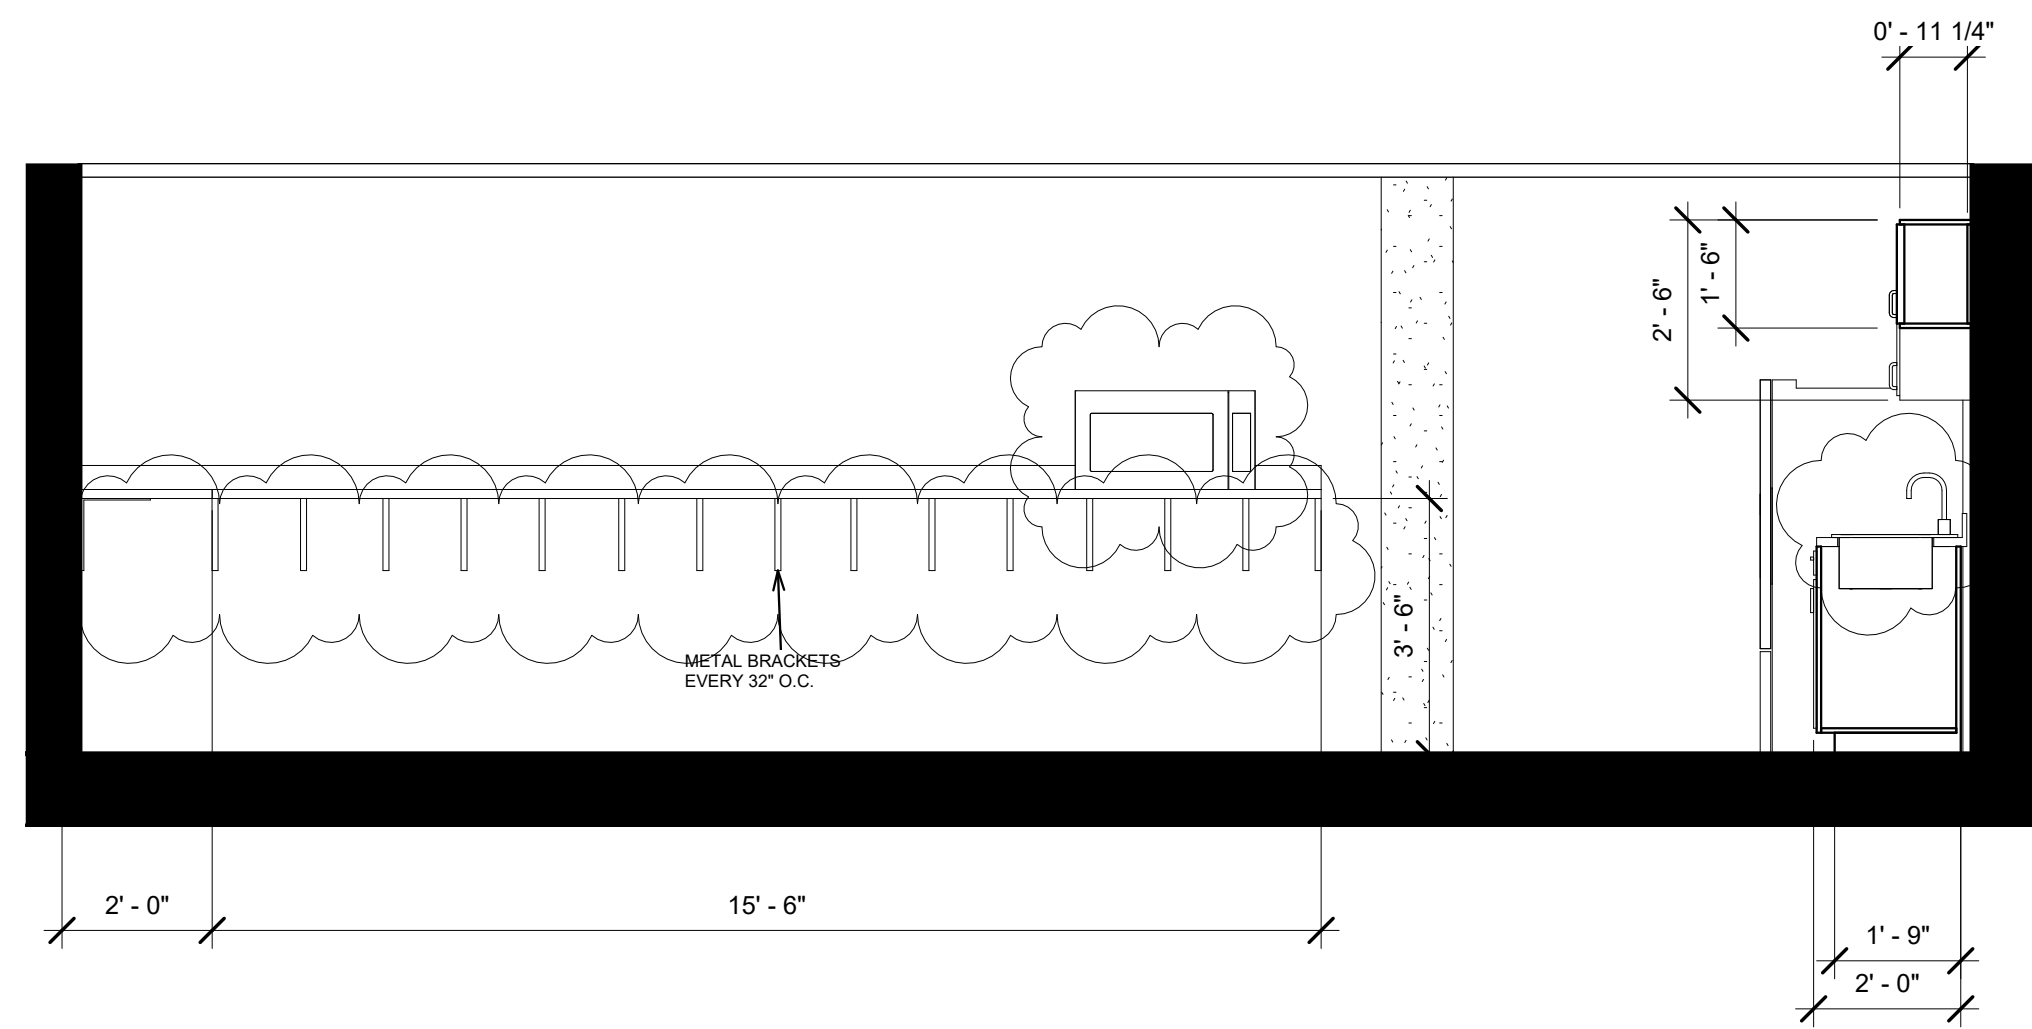 0' - 11 1/4"
2' - 6"
1' - 6"
3' - 6"
METAL BRACKETS
EVERY 32" O.C.
2' - 0"
15' - 6"
1' - 9"
2' - 0"